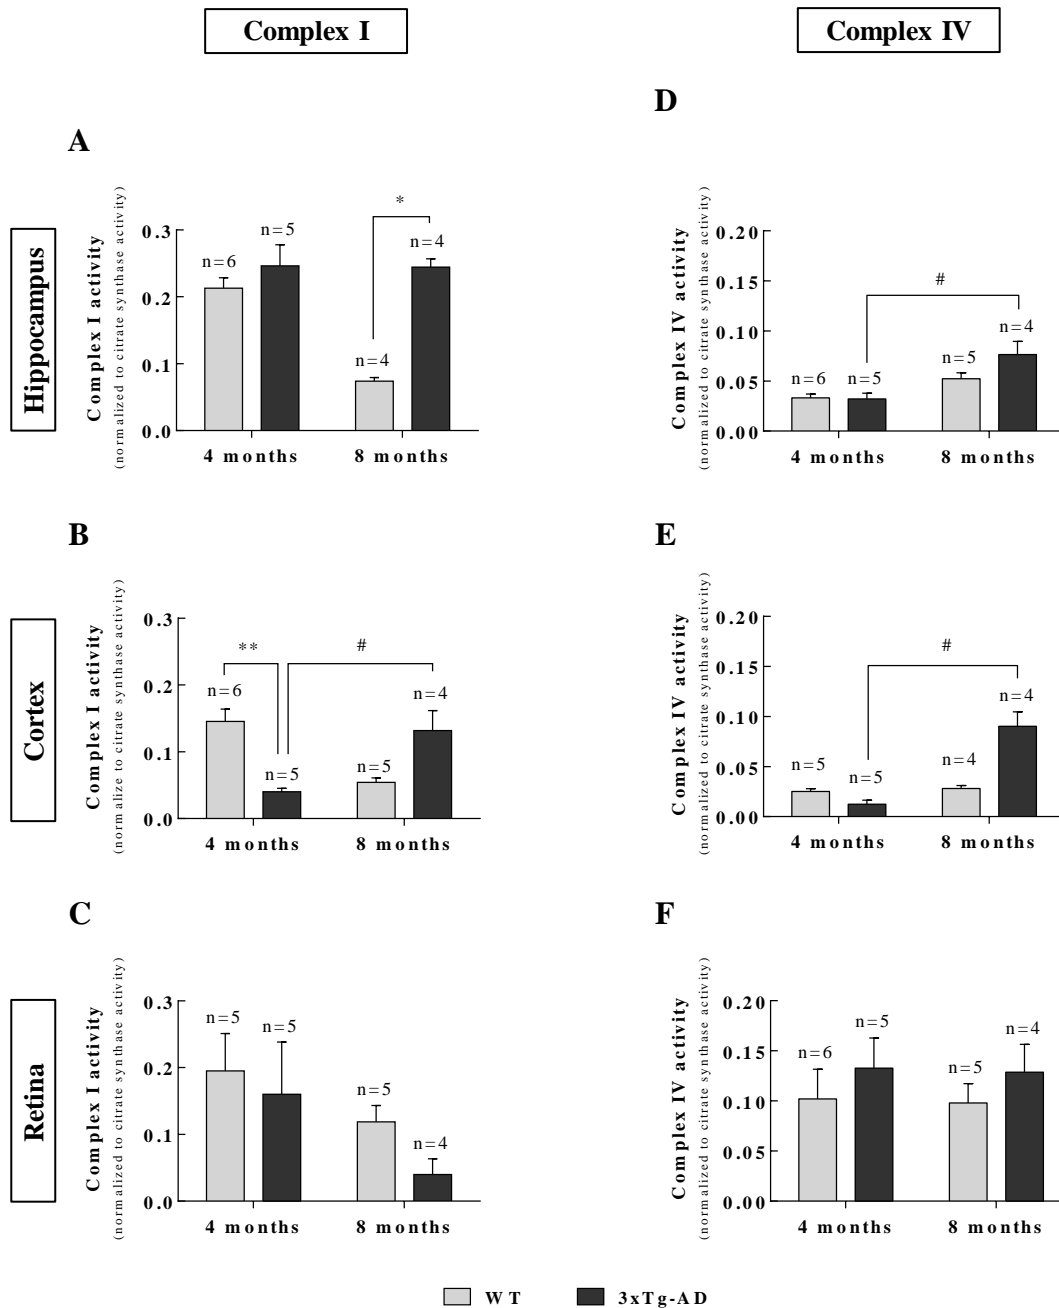 Complex I
Complex IV
A
Hippocampus
Complex I activity
(normalized to citrate synthase activity)
0.3
0.2
0.1
0.0
n=6
n=5
n=4
n=4
*
4 months
8 months
D
Complex IV activity
(normalized to citrate synthase activity)
0.20
0.15
0.10
0.05
0.00
n=6
n=5
n=5
n=4
#
4 months
8 months
B
Cortex
Complex I activity
(normalize to citrate synthase activity)
0.3
0.2
0.1
0.0
n=6
n=5
n=5
n=4
**
#
4 months
8 months
E
Complex IV activity
(normalized to citrate synthase activity)
0.20
0.15
0.10
0.05
0.00
n=5
n=5
n=4
n=4
#
4 months
8 months
C
Retina
Complex I activity
(normalized to citrate synthase activity)
0.3
0.2
0.1
0.0
n=5
n=5
n=5
n=4
4 months
8 months
F
Complex IV activity
(normalized to citrate synthase activity)
0.20
0.15
0.10
0.05
0.00
n=6
n=5
n=5
n=4
4 months
8 months
WT
3xTg-AD